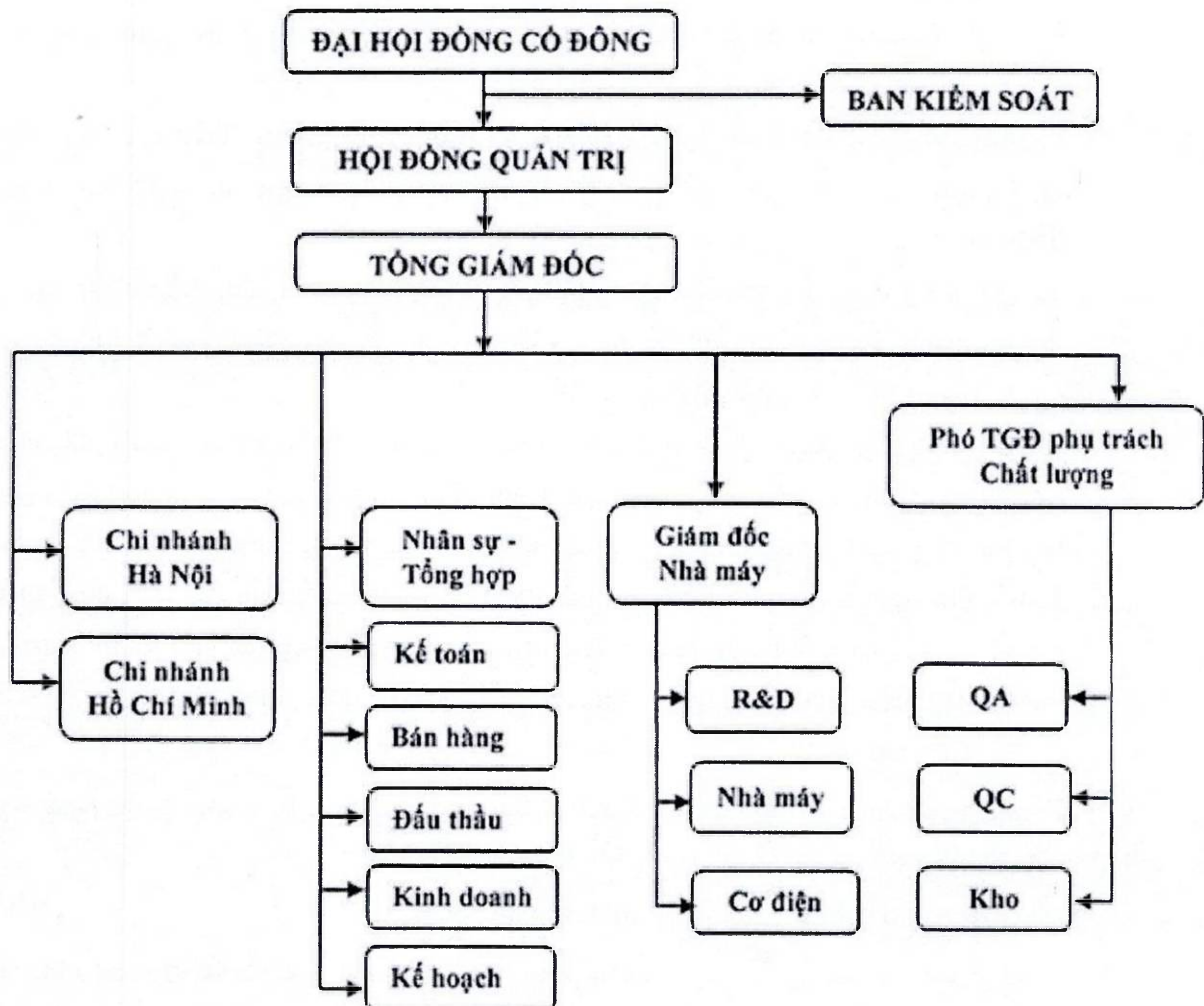 ĐẠI HỘI ĐỒNG CỔ ĐÔNG
BAN KIỂM SOÁT
HỘI ĐỒNG QUẢN TRỊ
TỔNG GIÁM ĐỐC
Phó TGĐ phụ trách
Chất lượng
Chi nhánh
Hà Nội
Chi nhánh
Hồ Chí Minh
Nhân sự -
Tổng hợp
Kế toán
Bán hàng
Đấu thầu
Kinh doanh
Kế hoạch
Giám đốc
Nhà máy
R&D
Nhà máy
Cơ điện
QA
QC
Kho